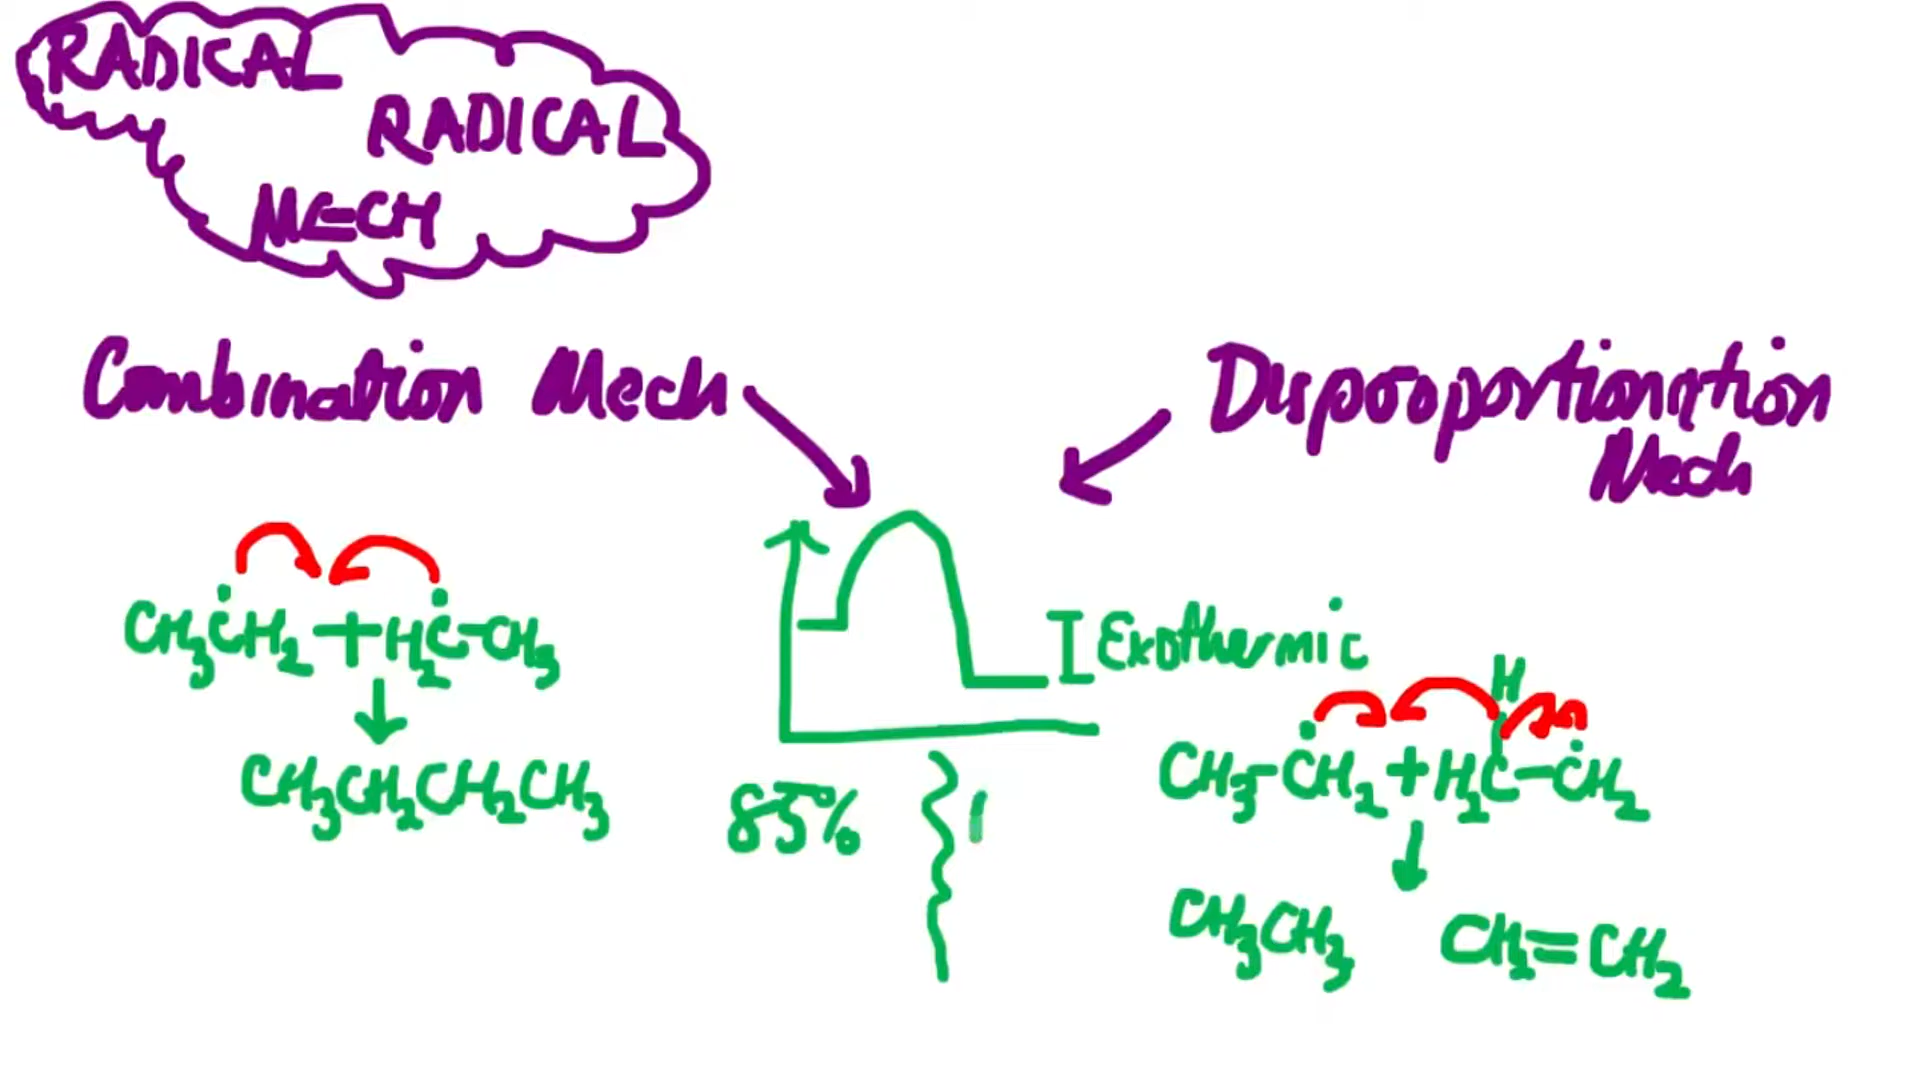 RADICAL
RADICAL
MECH
Combination Mech
Disproportionation
Mech
CH₃ĊH₂ + H₂Ċ-CH₃
CH₃CH₂CH₂CH₃
I Exothermic
85%
H
CH₃-ĊH₂ + H₂C-ĊH₂
CH₃CH₃ CH₂=CH₂